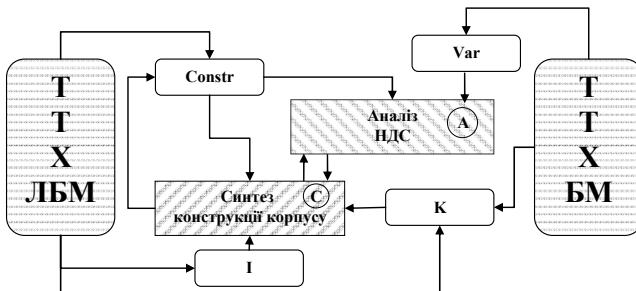 Т
Т
Х
ЛБМ
Constr
Var
Аналіз
НДС
А
Т
Т
Х
БМ
Синтез
конструкції корпусу
С
К
І